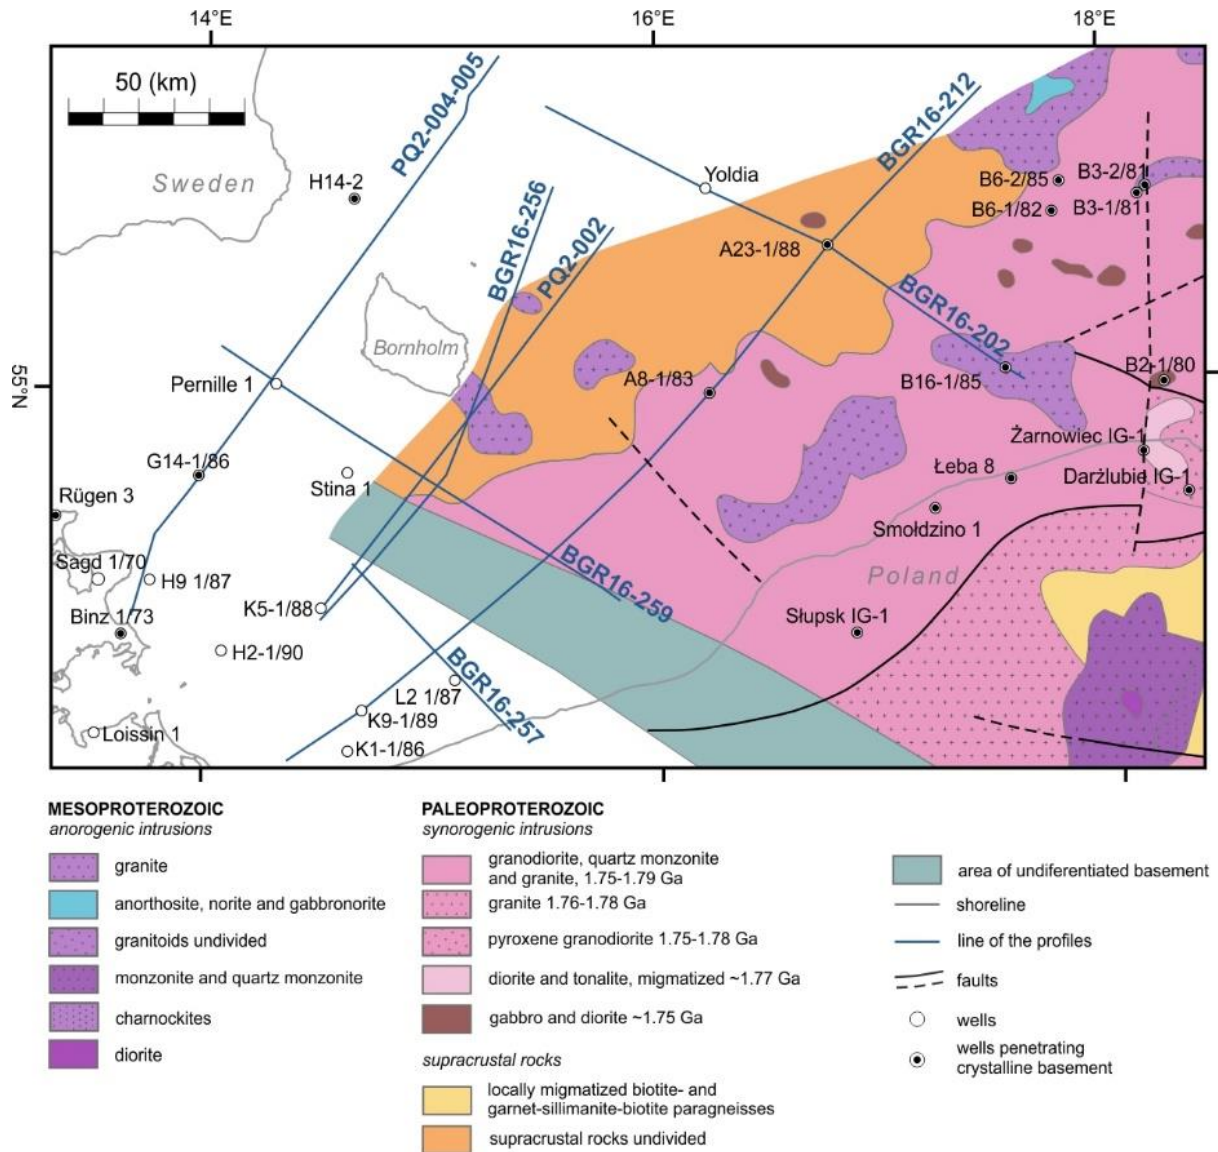 14°E
16°E
18°E
50 (km)
PQ2-004-005
BGR16-212
Sweden
H14-2
Yoldia
B6-2/85
B3-2/81
B6-1/82
B3-1/81
BGR16-256
PQ2-002
A23-1/88
BGR16-202
Bornholm
55°N
Pernille 1
A8-1/83
B16-1/85
B2-1/80
Żarnowiec IG-1
G14-1/86
Stina 1
Łeba 8
Darżlubie IG-1
Rügen 3
Smołdzino 1
Sagd 1/70
H9 1/87
BGR16-259
Poland
Binz 1/73
K5-1/88
Słupsk IG-1
H2-1/90
BGR16-257
L2 1/87
K9-1/89
Loissin 1
K1-1/86
MESOPROTEROZOIC
anorogenic intrusions
granite
anorthosite, norite and gabbronorite
granitoids undivided
monzonite and quartz monzonite
charnockites
diorite
PALEOPROTEROZOIC
synorogenic intrusions
granodiorite, quartz monzonite
and granite, 1.75-1.79 Ga
granite 1.76-1.78 Ga
pyroxene granodiorite 1.75-1.78 Ga
diorite and tonalite, migmatized ~1.77 Ga
gabbro and diorite ~1.75 Ga
supracrustal rocks
locally migmatized biotite- and
garnet-sillimanite-biotite paragneisses
supracrustal rocks undivided
area of undiferentiated basement
shoreline
line of the profiles
faults
wells
wells penetrating
crystalline basement